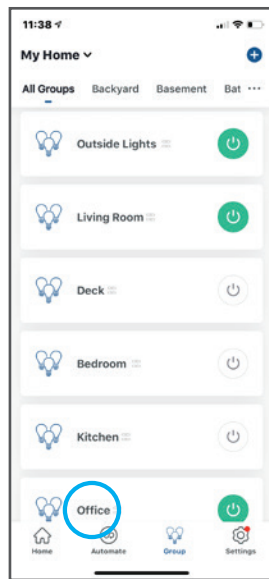 11:38
My Home
All Groups Backyard Basement Bat ...
Outside Lights
Living Room
Deck
Bedroom
Kitchen
Office
Home Automate Group Settings